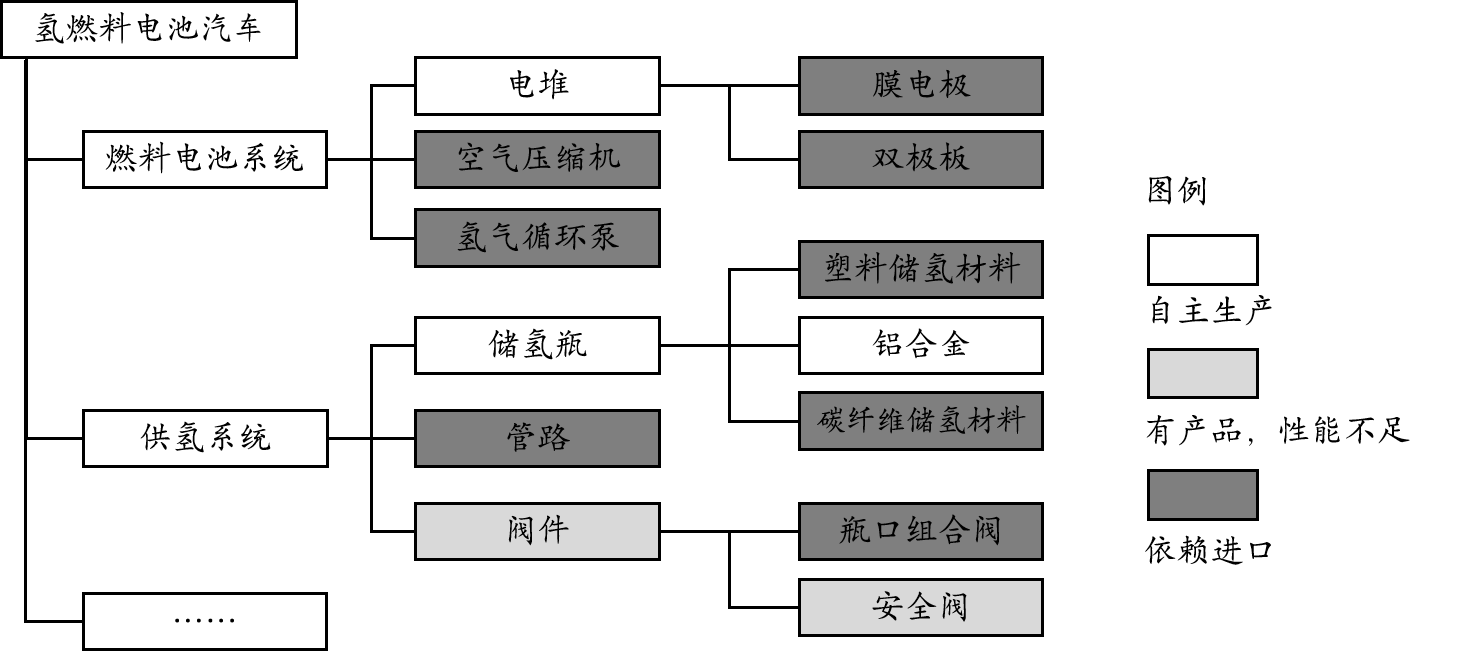 氢燃料电池汽车
电堆
膜电极
燃料电池系统
空气压缩机
双极板
氢气循环泵
塑料储氢材料
储氢瓶
铝合金
供氢系统
管路
碳纤维储氢材料
阀件
瓶口组合阀
安全阀
……
图例
自主生产
有产品，性能不足
依赖进口